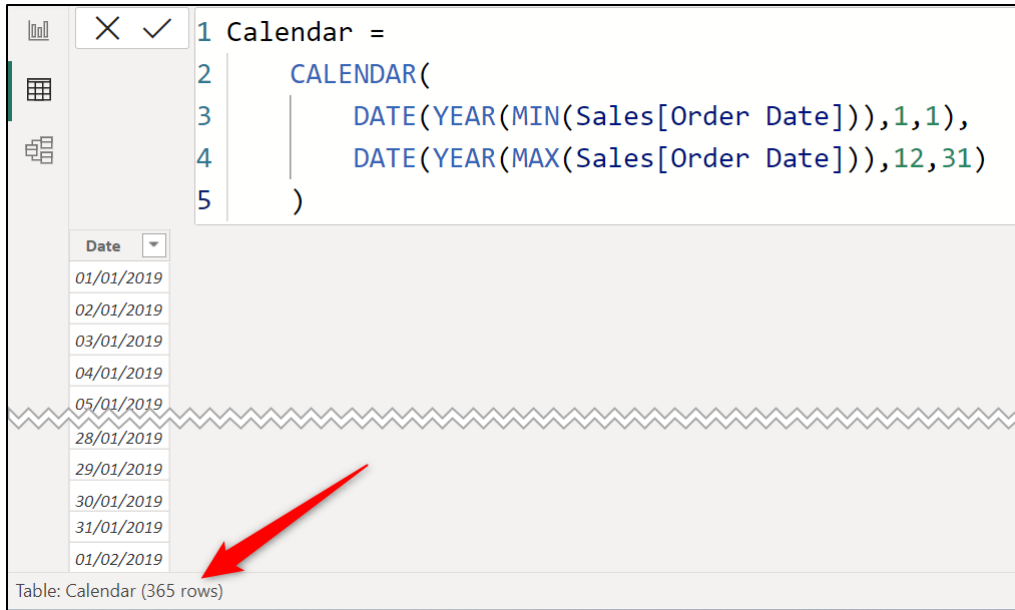 1 Calendar =
2 CALENDAR(
3 DATE(YEAR(MIN(Sales[Order Date])),1,1),
4 DATE(YEAR(MAX(Sales[Order Date])),12,31)
5 )
Date
01/01/2019
02/01/2019
03/01/2019
04/01/2019
05/01/2019
28/01/2019
29/01/2019
30/01/2019
31/01/2019
01/02/2019
Table: Calendar (365 rows)